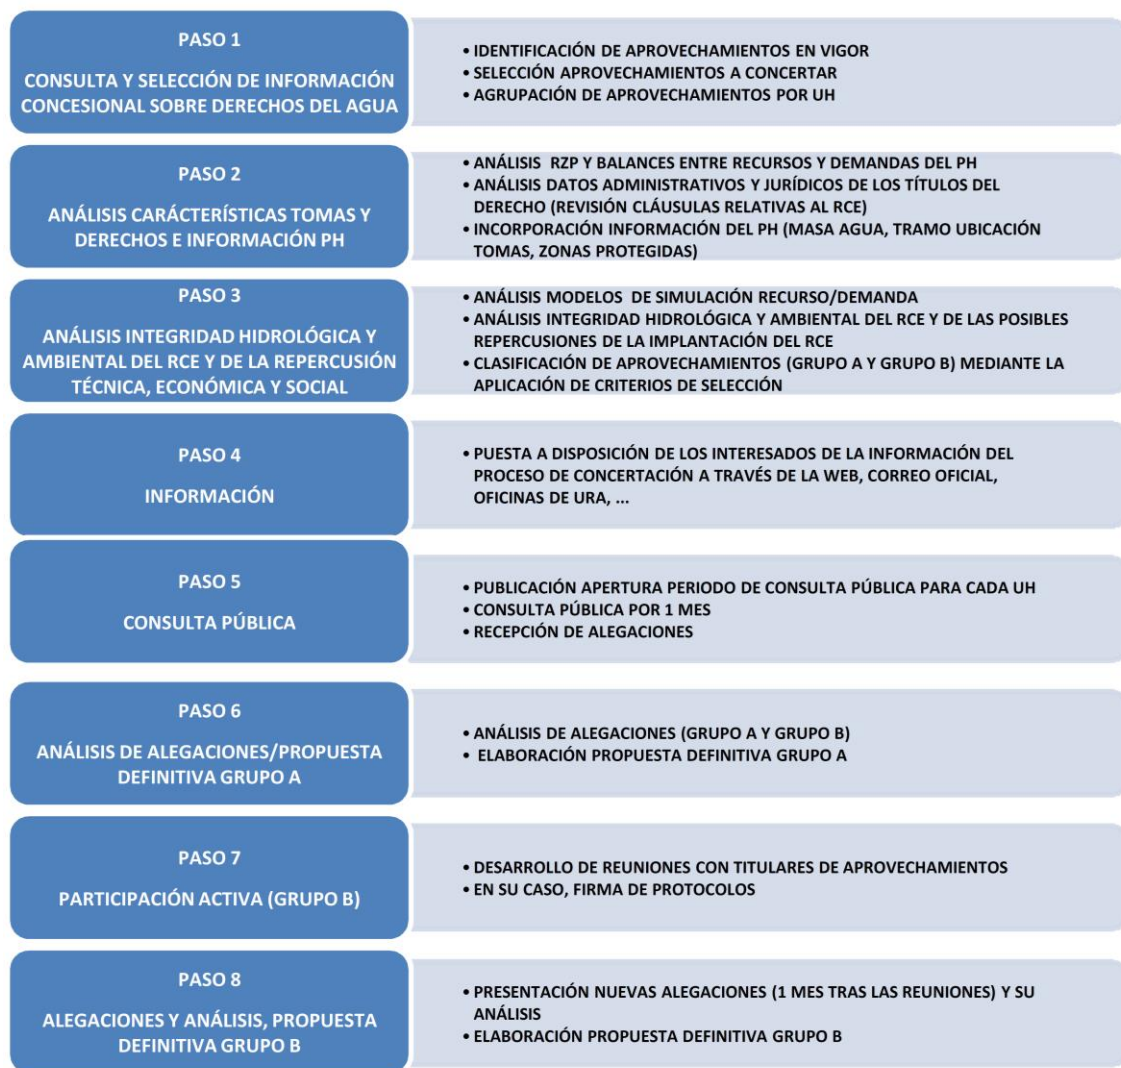 PASO 1
CONSULTA Y SELECCIÓN DE INFORMACIÓN
CONCESIONAL SOBRE DERECHOS DEL AGUA
• IDENTIFICACIÓN DE APROVECHAMIENTOS EN VIGOR
• SELECCIÓN APROVECHAMIENTOS A CONCERTAR
• AGRUPACIÓN DE APROVECHAMIENTOS POR UH
PASO 2
ANÁLISIS CARÁCTERÍSTICAS TOMAS Y
DERECHOS E INFORMACIÓN PH
• ANÁLISIS RZP Y BALANCES ENTRE RECURSOS Y DEMANDAS DEL PH
• ANÁLISIS DATOS ADMINISTRATIVOS Y JURÍDICOS DE LOS TÍTULOS DEL
DERECHO (REVISIÓN CLÁUSULAS RELATIVAS AL RCE)
• INCORPORACIÓN INFORMACIÓN DEL PH (MASA AGUA, TRAMO UBICACIÓN
TOMAS, ZONAS PROTEGIDAS)
PASO 3
ANÁLISIS INTEGRIDAD HIDROLÓGICA Y
AMBIENTAL DEL RCE Y DE LA REPERCUSIÓN
TÉCNICA, ECONÓMICA Y SOCIAL
• ANÁLISIS MODELOS DE SIMULACIÓN RECURSO/DEMANDA
• ANÁLISIS INTEGRIDAD HIDROLÓGICA Y AMBIENTAL DEL RCE Y DE LAS POSIBLES
REPERCUSIONES DE LA IMPLANTACIÓN DEL RCE
• CLASIFICACIÓN DE APROVECHAMIENTOS (GRUPO A Y GRUPO B) MEDIANTE LA
APLICACIÓN DE CRITERIOS DE SELECCIÓN
PASO 4
INFORMACIÓN
• PUESTA A DISPOSICIÓN DE LOS INTERESADOS DE LA INFORMACIÓN DEL
PROCESO DE CONCERTACIÓN A TRAVÉS DE LA WEB, CORREO OFICIAL,
OFICINAS DE URA, ...
PASO 5
CONSULTA PÚBLICA
• PUBLICACIÓN APERTURA PERIODO DE CONSULTA PÚBLICA PARA CADA UH
• CONSULTA PÚBLICA POR 1 MES
• RECEPCIÓN DE ALEGACIONES
PASO 6
ANÁLISIS DE ALEGACIONES/PROPUESTA
DEFINITIVA GRUPO A
• ANÁLISIS DE ALEGACIONES (GRUPO A Y GRUPO B)
• ELABORACIÓN PROPUESTA DEFINITIVA GRUPO A
PASO 7
PARTICIPACIÓN ACTIVA (GRUPO B)
• DESARROLLO DE REUNIONES CON TITULARES DE APROVECHAMIENTOS
• EN SU CASO, FIRMA DE PROTOCOLOS
PASO 8
ALEGACIONES Y ANÁLISIS, PROPUESTA
DEFINITIVA GRUPO B
• PRESENTACIÓN NUEVAS ALEGACIONES (1 MES TRAS LAS REUNIONES) Y SU
ANÁLISIS
• ELABORACIÓN PROPUESTA DEFINITIVA GRUPO B